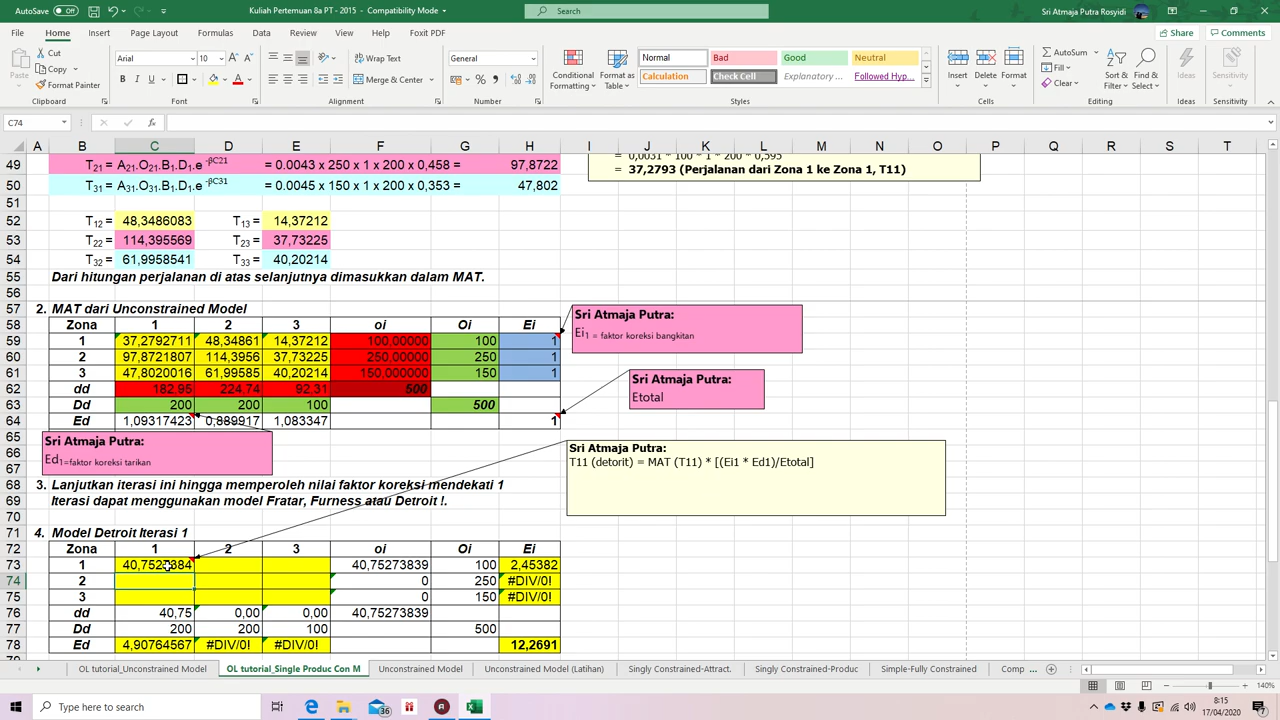 AutoSave Off Kuliah Pertemuan 8a PT - 2015 - Compatibility Mode Search Sri Atmaja Putra Rosyidi
File Home Insert Page Layout Formulas Data Review View Help Foxit PDF Share Comments
Cut
Copy
Format Painter
Paste
Arial 10
B I U
Wrap Text
Merge & Center
General
Conditional Formatting
Format as Table
Normal Bad Good Neutral
Calculation Check Cell Explanatory ... Followed Hyp...
Insert Delete Format
AutoSum
Fill
Clear
Sort & Filter
Find & Select
Ideas
Sensitivity
Clipboard Font Alignment Number Styles Cells Editing Ideas Sensitivity
C74 fx
A B C D E F G H I J K L M N O P Q R S T
49 T21 = A21.O21.B1.D1.e -βC21 = 0.0043 x 250 x 1 x 200 x 0,458 = 97,8722
= 0,0031 * 100 * 1 * 200 * 0,595
= 37,2793 (Perjalanan dari Zona 1 ke Zona 1, T11)
50 T31 = A31.O31.B1.D1.e -βC31 = 0.0045 x 150 x 1 x 200 x 0,353 = 47,802
51
52 T12 = 48,3486083 T13 = 14,37212
53 T22 = 114,395569 T23 = 37,73225
54 T32 = 61,9958541 T33 = 40,20214
55 Dari hitungan perjalanan di atas selanjutnya dimasukkan dalam MAT.
56
57 2. MAT dari Unconstrained Model
58 Zona 1 2 3 oi Oi Ei
59 1 37,2792711 48,34861 14,37212 100,00000 100 1
60 2 97,8721807 114,3956 37,73225 250,00000 250 1
61 3 47,8020016 61,99585 40,20214 150,000000 150 1
62 dd 182.95 224.74 92.31 500
63 Dd 200 200 100 500
64 Ed 1,09317423 0,889917 1,083347 1
Sri Atmaja Putra:
Ei1 = faktor koreksi bangkitan
Sri Atmaja Putra:
Etotal
65
Sri Atmaja Putra:
Ed1=faktor koreksi tarikan
66
67
Sri Atmaja Putra:
T11 (detorit) = MAT (T11) * [(Ei1 * Ed1)/Etotal]
68 3. Lanjutkan iterasi ini hingga memperoleh nilai faktor koreksi mendekati 1
69 Iterasi dapat menggunakan model Fratar, Furness atau Detroit !.
70
71 4. Model Detroit Iterasi 1
72 Zona 1 2 3 oi Oi Ei
73 1 40,7527384 40,75273839 100 2,45382
74 2 0 250 #DIV/0!
75 3 0 150 #DIV/0!
76 dd 40,75 0,00 0,00 40,75273839
77 Dd 200 200 100 500
78 Ed 4,90764567 #DIV/0! #DIV/0! 12,2691
OL tutorial_Unconstrained Model OL tutorial_Single Produc Con M Unconstrained Model Unconstrained Model (Latihan) Singly Constrained-Attract. Singly Constrained-Produc Simple-Fully Constrained Comp ...
140%
Type here to search
36
8:15
17/04/2020
7